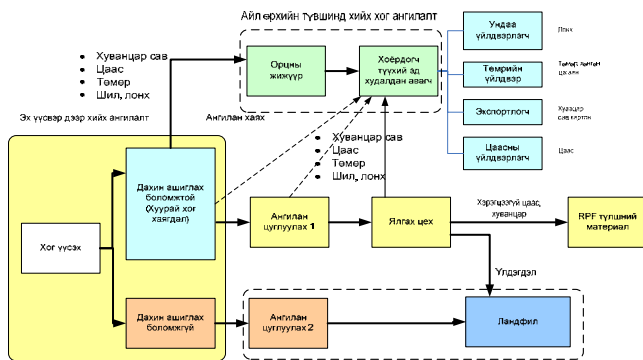 Айл өрхийн түвшинд хийх хог ангилалт
Хуванцар сав
Цаас
Төмөр
Шил, лонх
Орцны
жижүүр
Хоёрдогч
түүхий эд
худалдан авагч
Ундаа
үйлдвэрлэгч
Лонх
Төмрийн
үйлдвэр
Экспортлогч
Хуванцар
сав картон
Цаасны
үйлдвэрлэгч
Цаас
Эх үүсвэр дээр хийх ангилалт
Ангилан хаях
Хуванцар сав
Цаас
Төмөр
Шил, лонх
Хог үүсэх
Дахин ашиглах
боломжтой
(Хуурай хог
хаягдал)
Ангилан
цуглуулах 1
Ялгах цех
Хэрэгцээгүй цаас,
хуванцар
RPF түлшний
материал
Үлдэгдэл
Дахин ашиглах
боломжгүй
Ангилан
цуглуулах 2
Ландфил